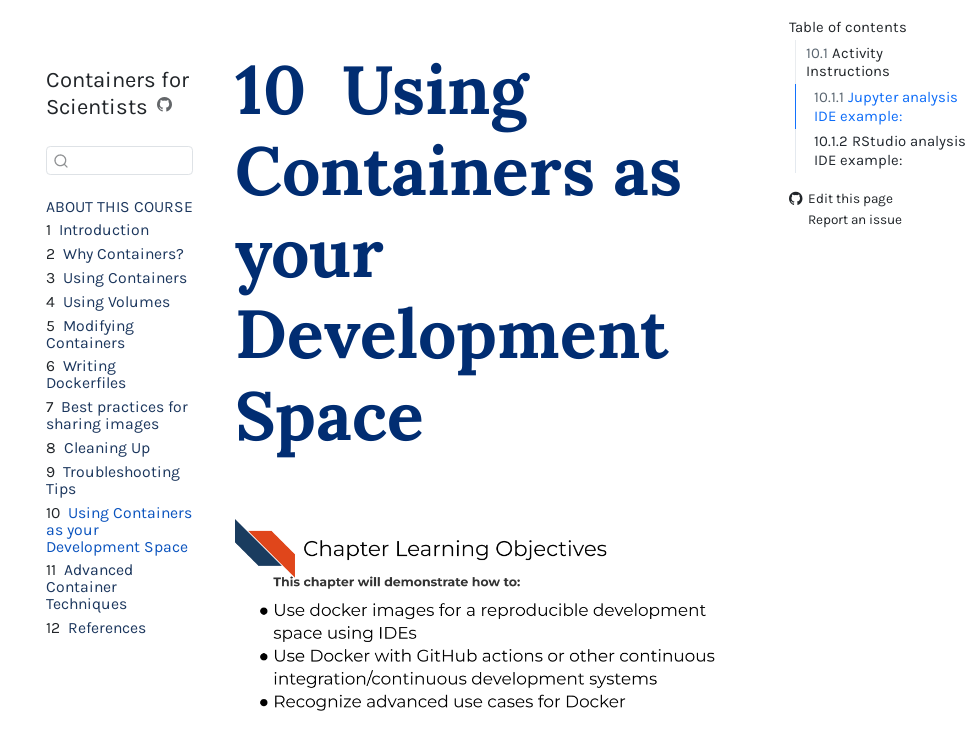 Containers for
Scientists
ABOUT THIS COURSE
1 Introduction
2 Why Containers?
3 Using Containers
4 Using Volumes
5 Modifying
Containers
6 Writing
Dockerfiles
7 Best practices for
sharing images
8 Cleaning Up
9 Troubleshooting
Tips
10 Using Containers
as your
Development Space
11 Advanced
Container
Techniques
12 References
10 Using
Containers as
your
Development
Space
Chapter Learning Objectives
This chapter will demonstrate how to:
● Use docker images for a reproducible development
space using IDEs
● Use Docker with GitHub actions or other continuous
integration/continuous development systems
● Recognize advanced use cases for Docker
Table of contents
10.1 Activity
Instructions
10.1.1 Jupyter analysis
IDE example:
10.1.2 RStudio analysis
IDE example:
Edit this page
Report an issue